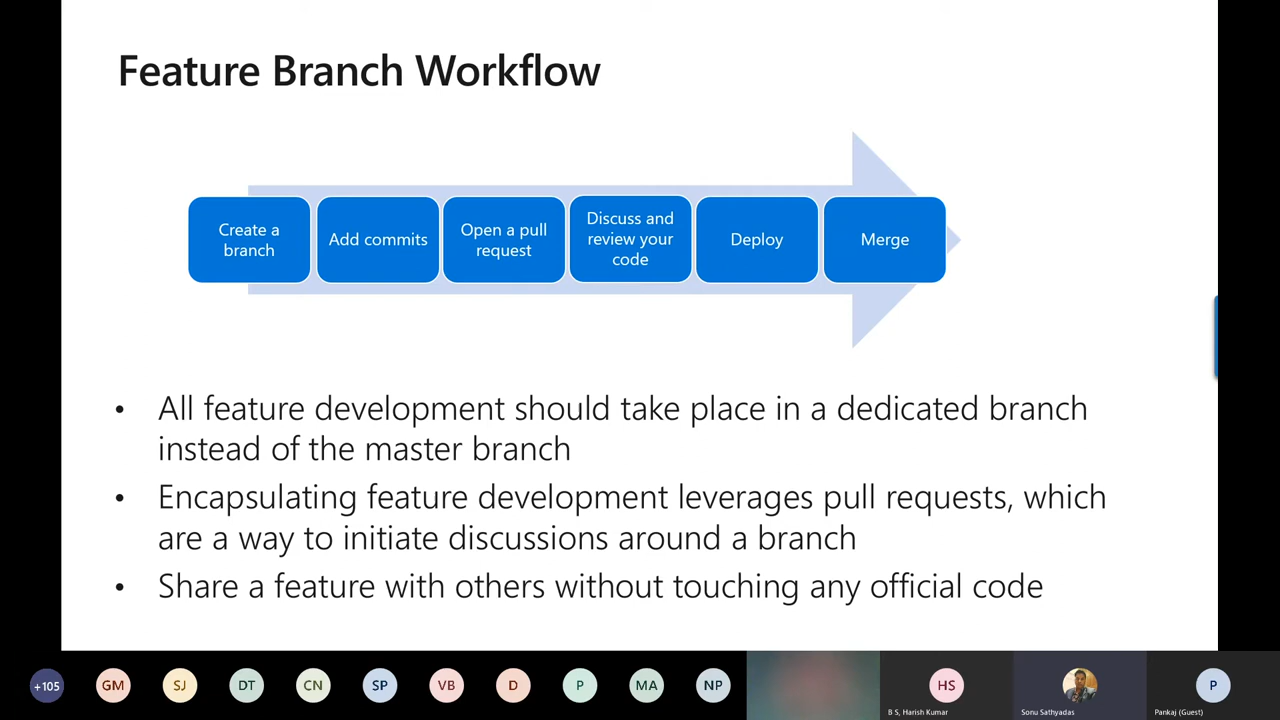 Feature Branch Workflow
Create a
branch
Add commits
Open a pull
request
Discuss and
review your
code
Deploy
Merge
• All feature development should take place in a dedicated branch
instead of the master branch
• Encapsulating feature development leverages pull requests, which
are a way to initiate discussions around a branch
• Share a feature with others without touching any official code
+105
GM
SJ
DT
CN
SP
VB
D
P
MA
NP
HS
B S, Harish Kumar
Sonu Sathyadas
P
Pankaj (Guest)